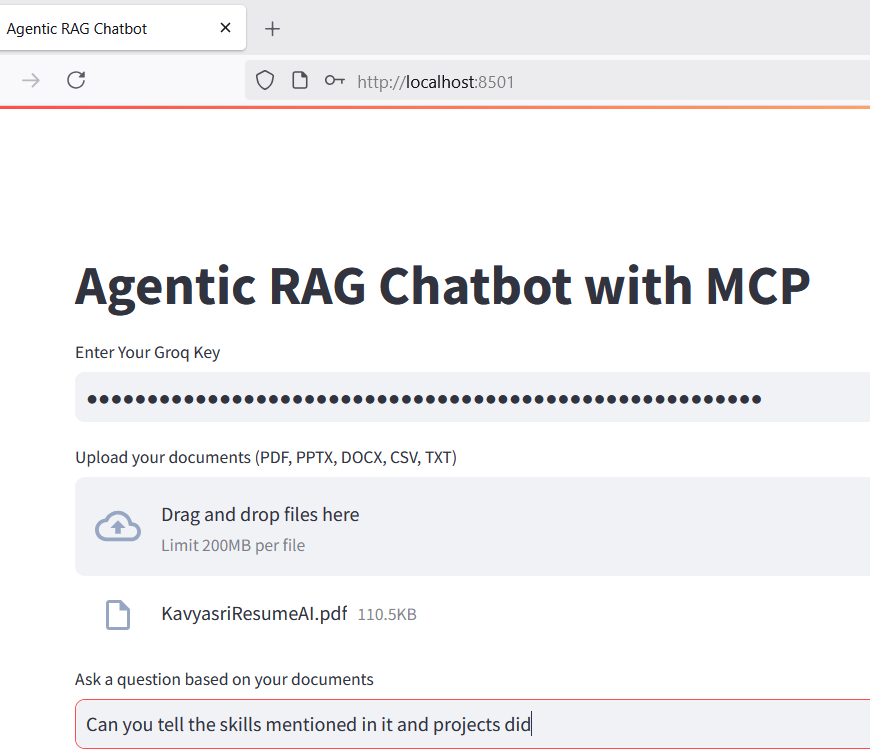 Agentic RAG Chatbot
http://localhost:8501
Agentic RAG Chatbot with MCP
Enter Your Groq Key
••••••••••••••••••••••••••••••••••••••••••••••••••••••••
Upload your documents (PDF, PPTX, DOCX, CSV, TXT)
Drag and drop files here
Limit 200MB per file
KavyasriResumeAI.pdf 110.5KB
Ask a question based on your documents
Can you tell the skills mentioned in it and projects did